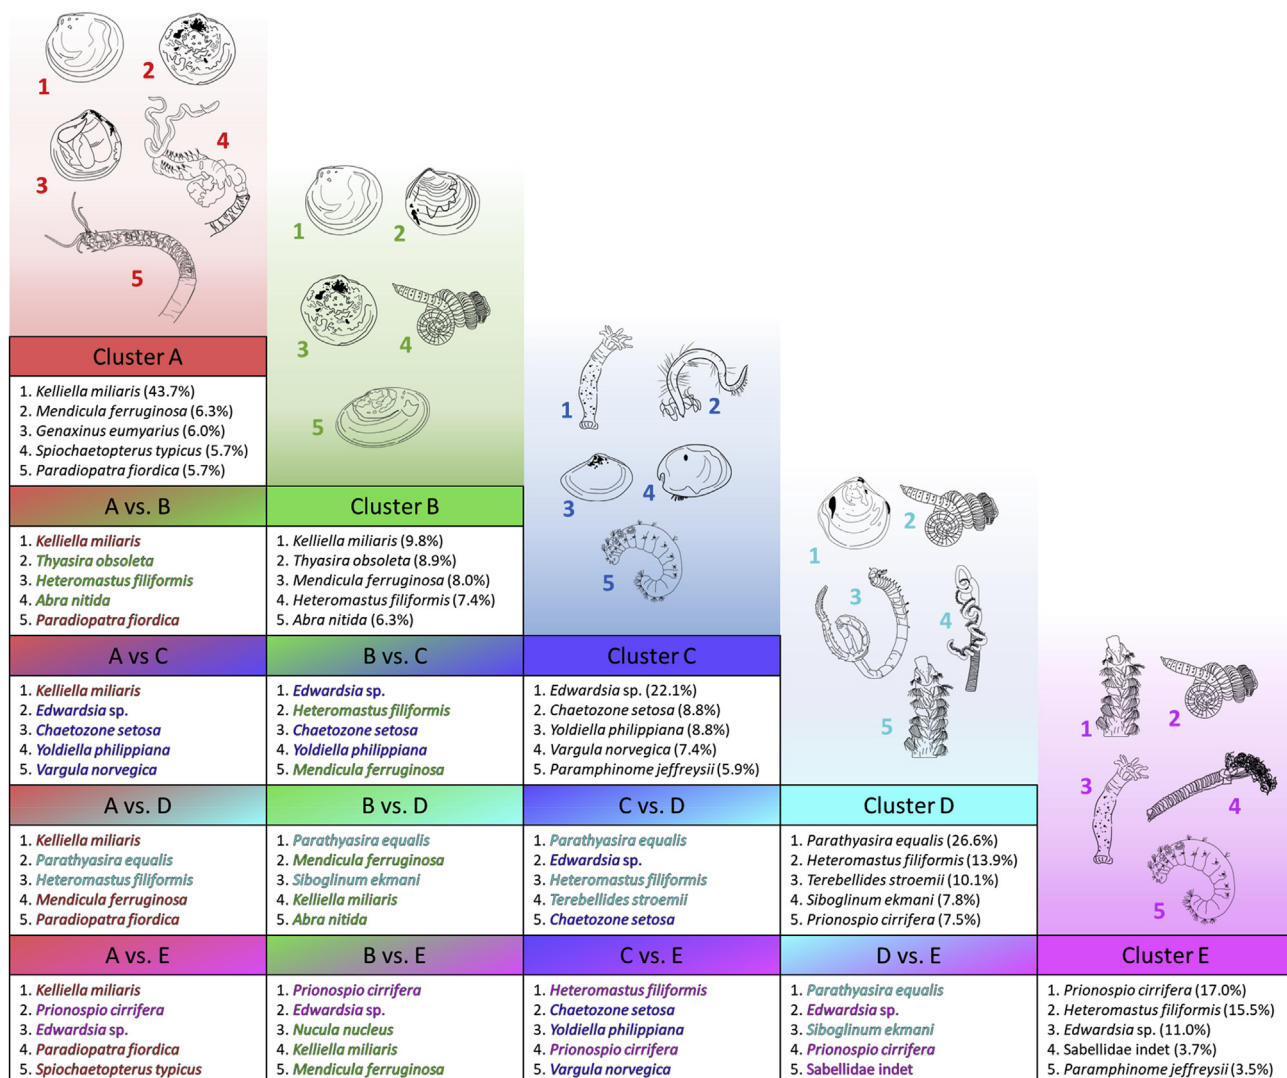 1
2
3
4
5
1
2
3
4
5
1
2
3
4
5
1
2
3
4
5
1
2
3
4
5
Cluster A
1. Kelliella miliaris (43.7%)
2. Mendicula ferruginosa (6.3%)
3. Genaxinus eumyarius (6.0%)
4. Spiochaetopterus typicus (5.7%)
5. Paradiopatra fiordica (5.7%)
A vs. B
1. Kelliella miliaris
2. Thyasira obsoleta
3. Heteromastus filiformis
4. Abra nitida
5. Paradiopatra fiordica
Cluster B
1. Kelliella miliaris (9.8%)
2. Thyasira obsoleta (8.9%)
3. Mendicula ferruginosa (8.0%)
4. Heteromastus filiformis (7.4%)
5. Abra nitida (6.3%)
A vs C
1. Kelliella miliaris
2. Edwardsia sp.
3. Chaetozone setosa
4. Yoldiella philippiana
5. Vargula norvegica
B vs. C
1. Edwardsia sp.
2. Heteromastus filiformis
3. Chaetozone setosa
4. Yoldiella philippiana
5. Mendicula ferruginosa
Cluster C
1. Edwardsia sp. (22.1%)
2. Chaetozone setosa (8.8%)
3. Yoldiella philippiana (8.8%)
4. Vargula norvegica (7.4%)
5. Paramphinome jeffreysii (5.9%)
A vs. D
1. Kelliella miliaris
2. Parathyasira equalis
3. Heteromastus filiformis
4. Mendicula ferruginosa
5. Paradiopatra fiordica
B vs. D
1. Parathyasira equalis
2. Mendicula ferruginosa
3. Siboglinum ekmani
4. Kelliella miliaris
5. Abra nitida
C vs. D
1. Parathyasira equalis
2. Edwardsia sp.
3. Heteromastus filiformis
4. Terebellides stroemii
5. Chaetozone setosa
Cluster D
1. Parathyasira equalis (26.6%)
2. Heteromastus filiformis (13.9%)
3. Terebellides stroemii (10.1%)
4. Siboglinum ekmani (7.8%)
5. Prionospio cirrifera (7.5%)
A vs. E
1. Kelliella miliaris
2. Prionospio cirrifera
3. Edwardsia sp.
4. Paradiopatra fiordica
5. Spiochaetopterus typicus
B vs. E
1. Prionospio cirrifera
2. Edwardsia sp.
3. Nucula nucleus
4. Kelliella miliaris
5. Mendicula ferruginosa
C vs. E
1. Heteromastus filiformis
2. Chaetozone setosa
3. Yoldiella philippiana
4. Prionospio cirrifera
5. Vargula norvegica
D vs. E
1. Parathyasira equalis
2. Edwardsia sp.
3. Siboglinum ekmani
4. Prionospio cirrifera
5. Sabellidae indet
Cluster E
1. Prionospio cirrifera (17.0%)
2. Heteromastus filiformis (15.5%)
3. Edwardsia sp. (11.0%)
4. Sabellidae indet (3.7%)
5. Paramphinome jeffreysii (3.5%)